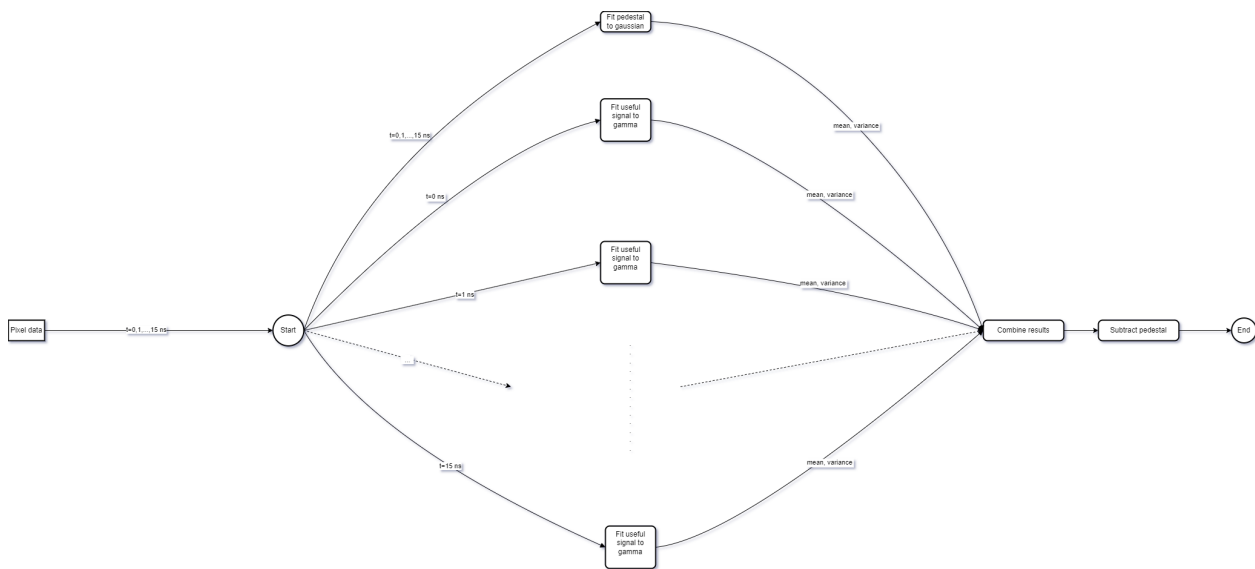 Fit pedestal
to gaussian
t=0,1,...,15 ns
mean, variance
Fit useful
signal to
gamma
t=0 ns
mean, variance
Fit useful
signal to
gamma
t=1 ns
mean, variance
Pixel data
t=0,1,...,15 ns
Start
Combine results
Subtract pedestal
End
...
t=15 ns
mean, variance
Fit useful
signal to
gamma